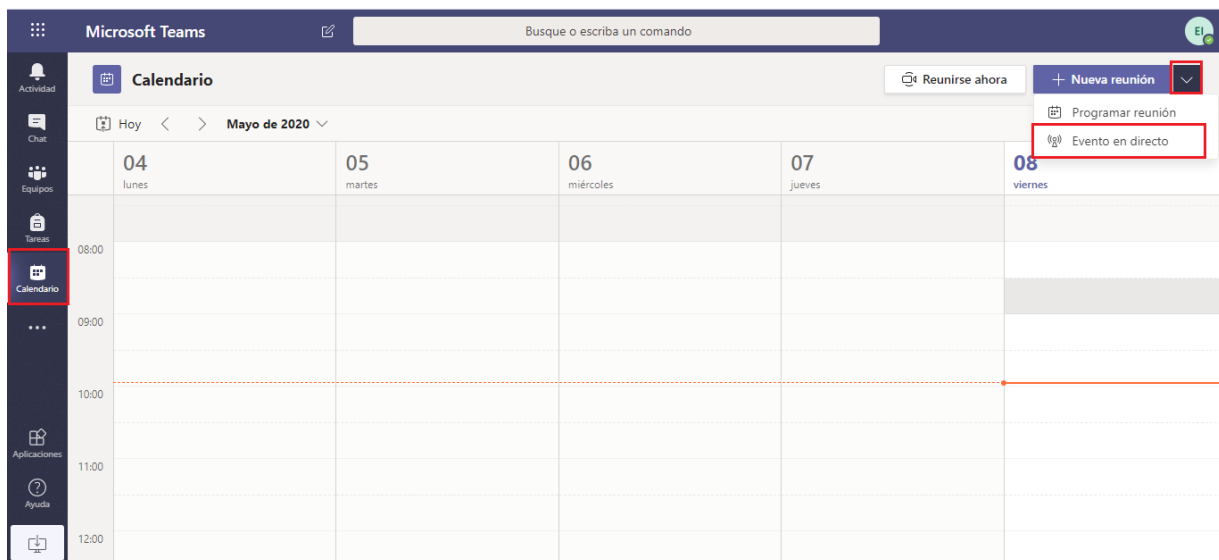 Microsoft Teams
Busque o escriba un comando
EI
Actividad
Chat
Equipos
Tareas
Calendario
Aplicaciones
Ayuda
Calendario
Reunirse ahora
+ Nueva reunión
Programar reunión
Evento en directo
Hoy < > Mayo de 2020
04 05 06 07 08
lunes martes miércoles jueves viernes
08:00
09:00
10:00
11:00
12:00